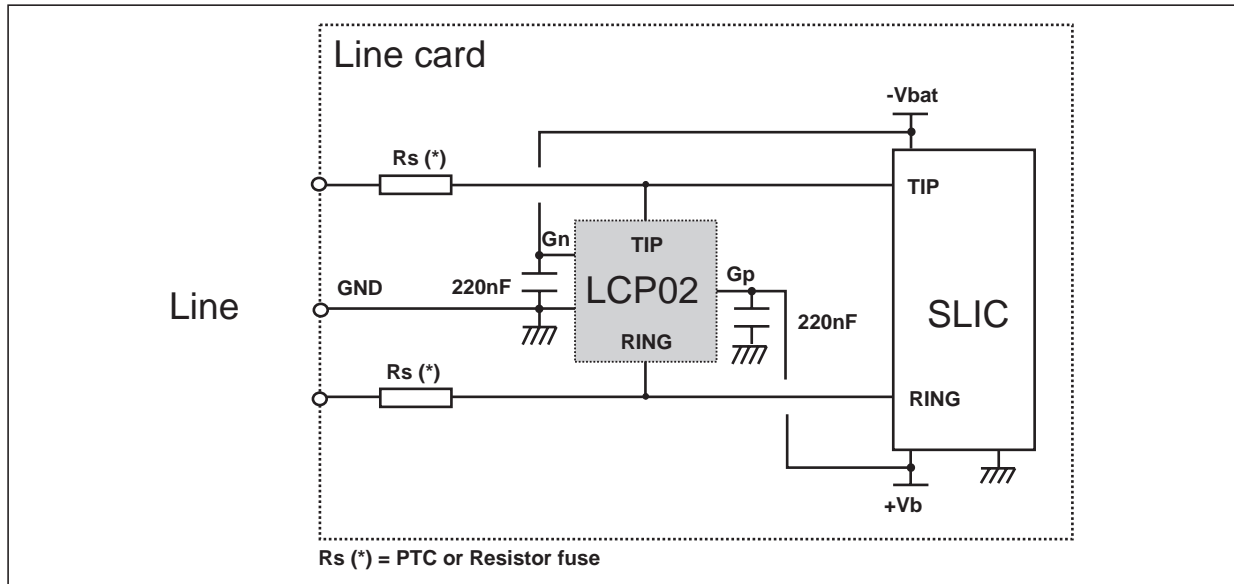 Line card
-Vbat
Rs (*)
TIP
Gn
TIP
Gp
GND
220nF
LCP02
Line
220nF
SLIC
RING
Rs (*)
RING
+Vb
Rs (*) = PTC or Resistor fuse